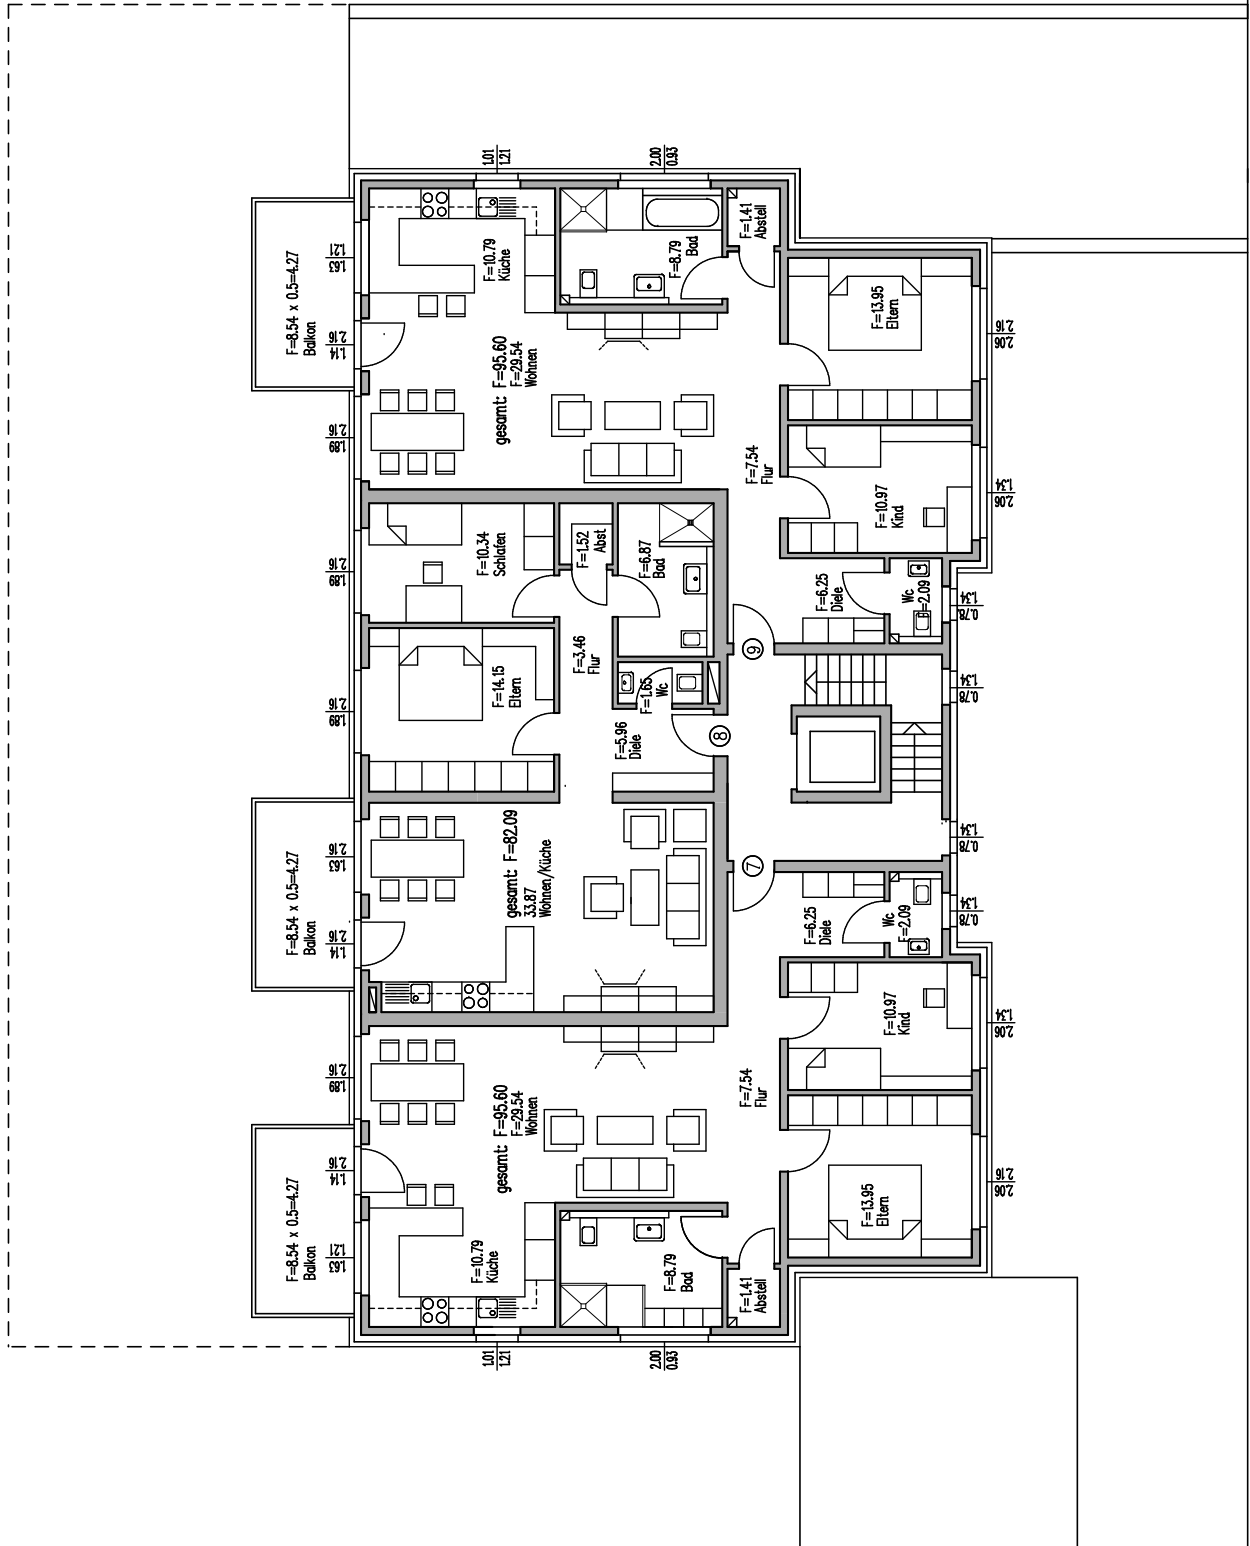 1.01
1.21
2.00
0.93
F=8.54 x 0.5=4.27
Balkon
1.21
1.63
2.16
1.14
2.16
1.89
F=10.79
Küche
F=8.79
Bad
F=1.41
Abstell
gesamt: F=95.60
F=29.54
Wohnen
F=13.95
Eltern
2.16
2.06
F=7.54
Flur
F=10.97
Kind
1.34
2.06
F=6.25
Diele
Wc
F=2.09
1.34
0.78
9
2.16
1.89
F=10.34
Schlafen
F=1.52
Abst
F=6.87
Bad
F=3.46
Flur
F=14.15
Eltern
2.16
1.89
F=1.65
Wc
F=5.96
Diele
8
1.34
0.78
F=8.54 x 0.5=4.27
Balkon
2.16
1.63
2.16
1.14
gesamt: F=82.09
33.87
Wohnen/Küche
7
1.34
0.78
F=6.25
Diele
Wc
F=2.09
1.34
0.78
F=10.97
Kind
1.34
2.06
2.16
1.89
gesamt: F=95.60
F=29.54
Wohnen
F=7.54
Flur
F=8.54 x 0.5=4.27
Balkon
2.16
1.14
1.21
1.63
F=10.79
Küche
F=8.79
Bad
F=1.41
Abstell
F=13.95
Eltern
2.16
2.06
1.01
1.21
2.00
0.93